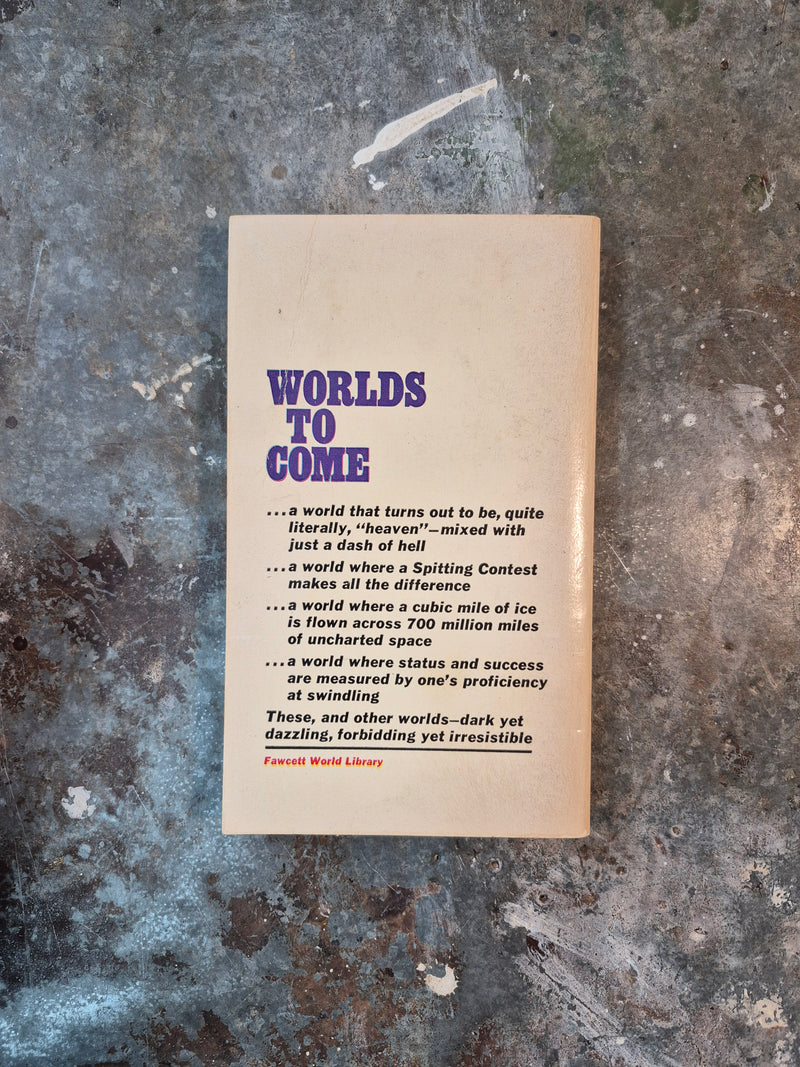 WORLDS
TO
COME
...a world that turns out to be, quite
literally, “heaven”—mixed with
just a dash of hell
...a world where a Spitting Contest
makes all the difference
...a world where a cubic mile of ice
is flown across 700 million miles
of uncharted space
...a world where status and success
are measured by one’s proficiency
at swindling
These, and other worlds—dark yet
dazzling, forbidding yet irresistible
Fawcett World Library